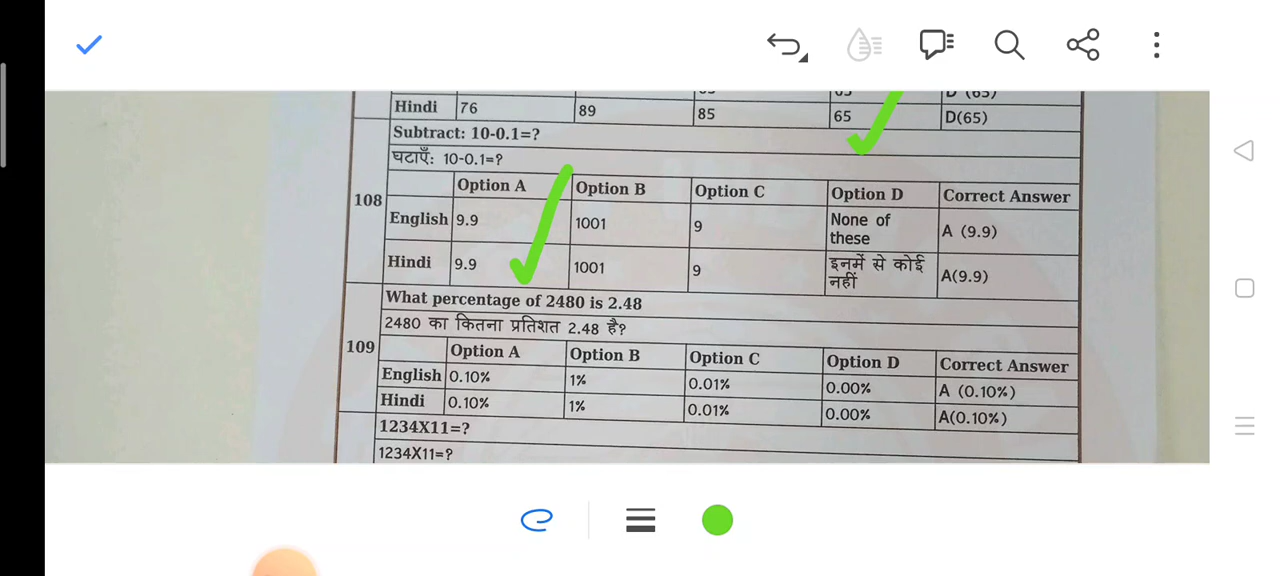 D (65)
Hindi 76 89 85 65 D(65)
Subtract: 10-0.1=?
घटाएँ: 10-0.1=?
108
Option A Option B Option C Option D Correct Answer
English 9.9 1001 9 None of these A (9.9)
Hindi 9.9 1001 9 इनमें से कोई नहीं A(9.9)
What percentage of 2480 is 2.48
2480 का कितना प्रतिशत 2.48 है?
109
Option A Option B Option C Option D Correct Answer
English 0.10% 1% 0.01% 0.00% A (0.10%)
Hindi 0.10% 1% 0.01% 0.00% A(0.10%)
1234X11=?
1234X11=?